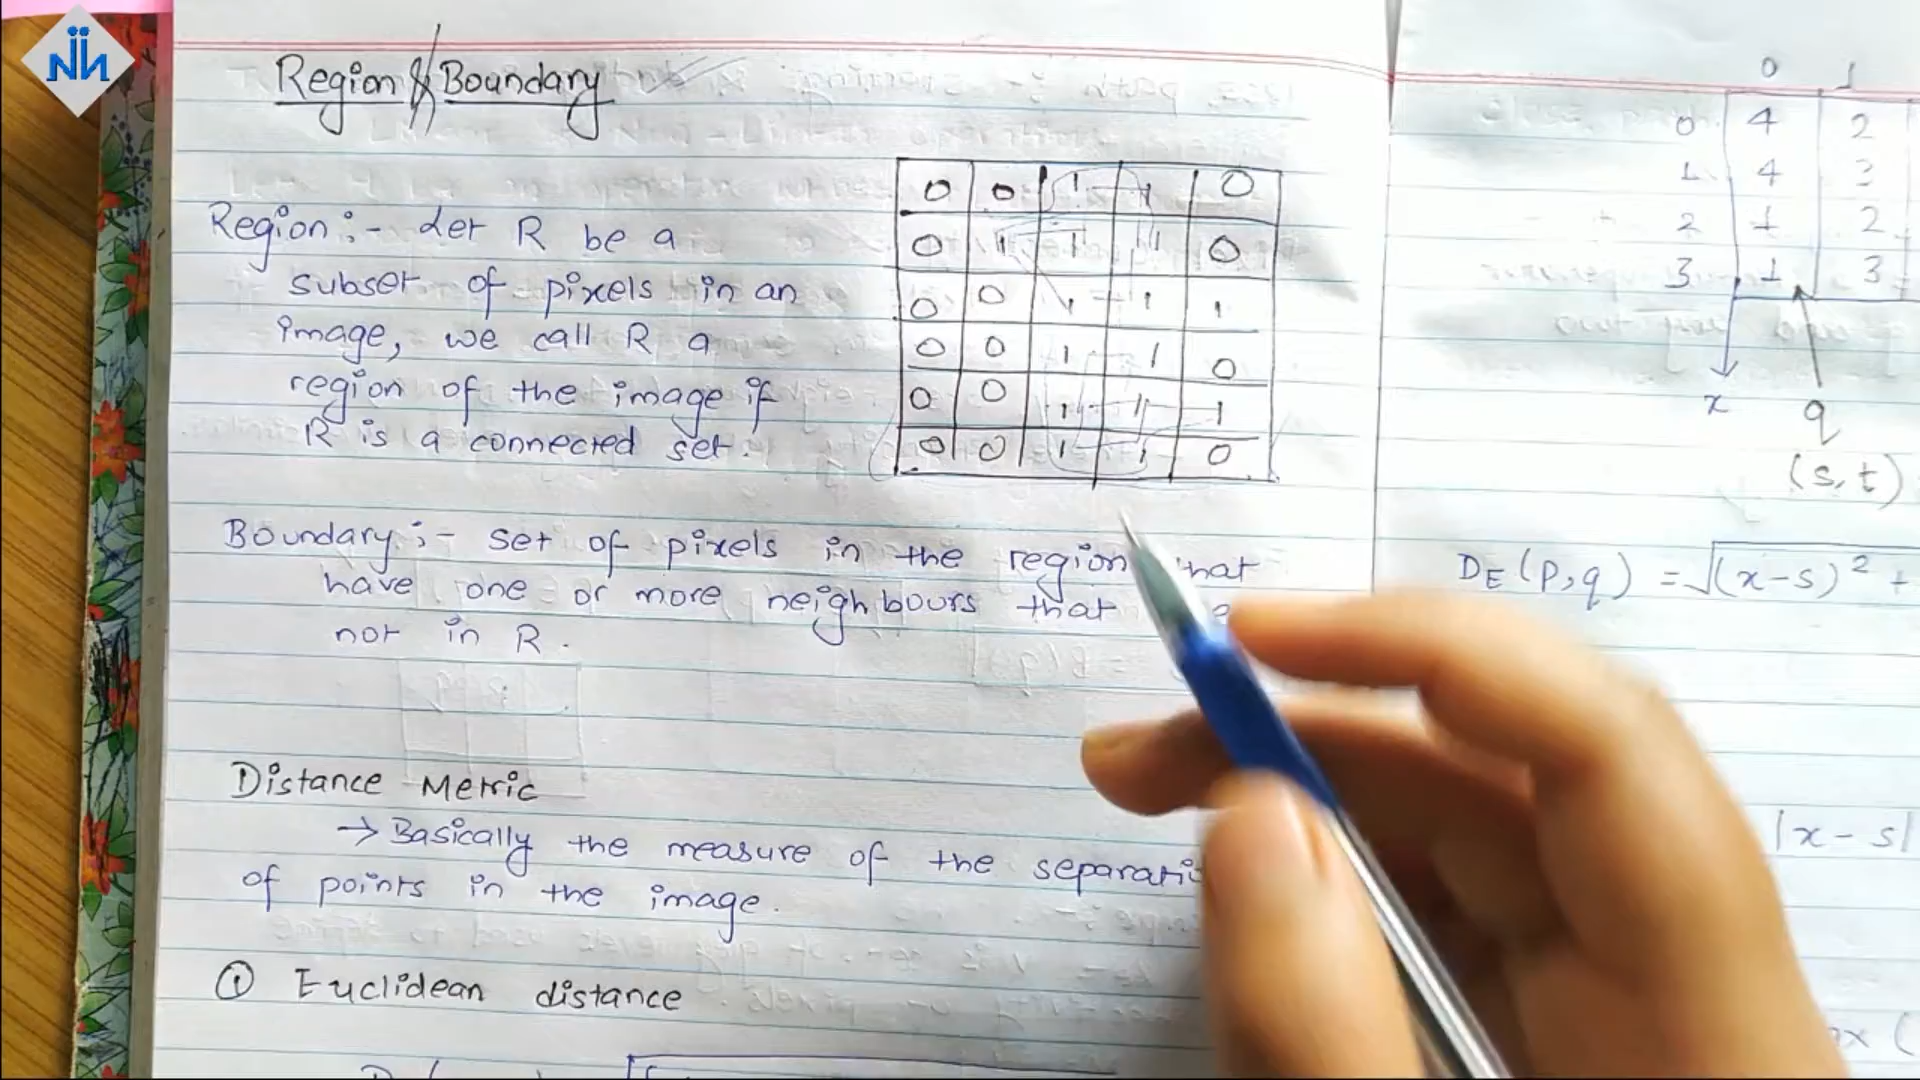 Region & Boundary
Region :- Let R be a
subset of pixels in an
image, we call R a
region of the image if
R is a connected set.
0 0 1 1 0
0 1 1 1 0
0 0 1 1 1
0 0 1 1 0
0 0 1 1 1
0 0 1 1 0
Boundary :- set of pixels in the region that
have one or more neighbours that
not in R.
Distance Metric
→ Basically the measure of the
of points in the image.
① Euclidean distance
0 1
0 4 2
1 4 3
2 1 2
3 1 3
x q
(s, t)
DE (p, q) = √(x-s)² +
|x-s|